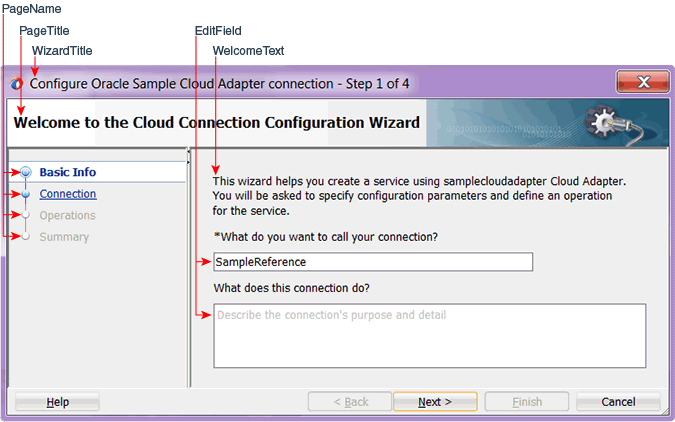 PageName
PageTitle
WizardTitle
EditField
WelcomeText
Configure Oracle Sample Cloud Adapter connection - Step 1 of 4
Welcome to the Cloud Connection Configuration Wizard
Basic Info
Connection
Operations
Summary
This wizard helps you create a service using samplecloudadapter Cloud Adapter.
You will be asked to specify configuration parameters and define an operation
for the service.
*What do you want to call your connection?
SampleReference
What does this connection do?
Describe the connection's purpose and detail
Help
< Back
Next >
Finish
Cancel